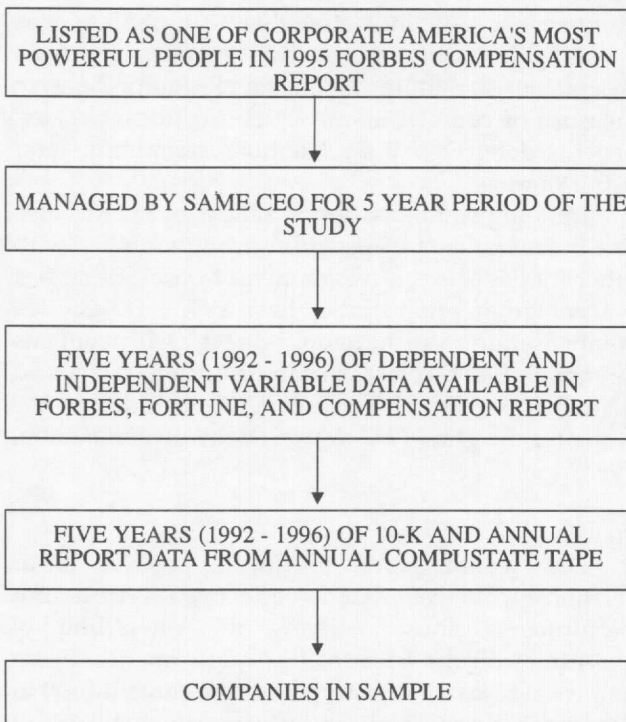 LISTED AS ONE OF CORPORATE AMERICA'S MOST
POWERFUL PEOPLE IN 1995 FORBES COMPENSATION
REPORT
MANAGED BY SAME CEO FOR 5 YEAR PERIOD OF THE
STUDY
FIVE YEARS (1992 - 1996) OF DEPENDENT AND
INDEPENDENT VARIABLE DATA AVAILABLE IN
FORBES, FORTUNE, AND COMPENSATION REPORT
FIVE YEARS (1992 - 1996) OF 10-K AND ANNUAL
REPORT DATA FROM ANNUAL COMPUSTATE TAPE
COMPANIES IN SAMPLE